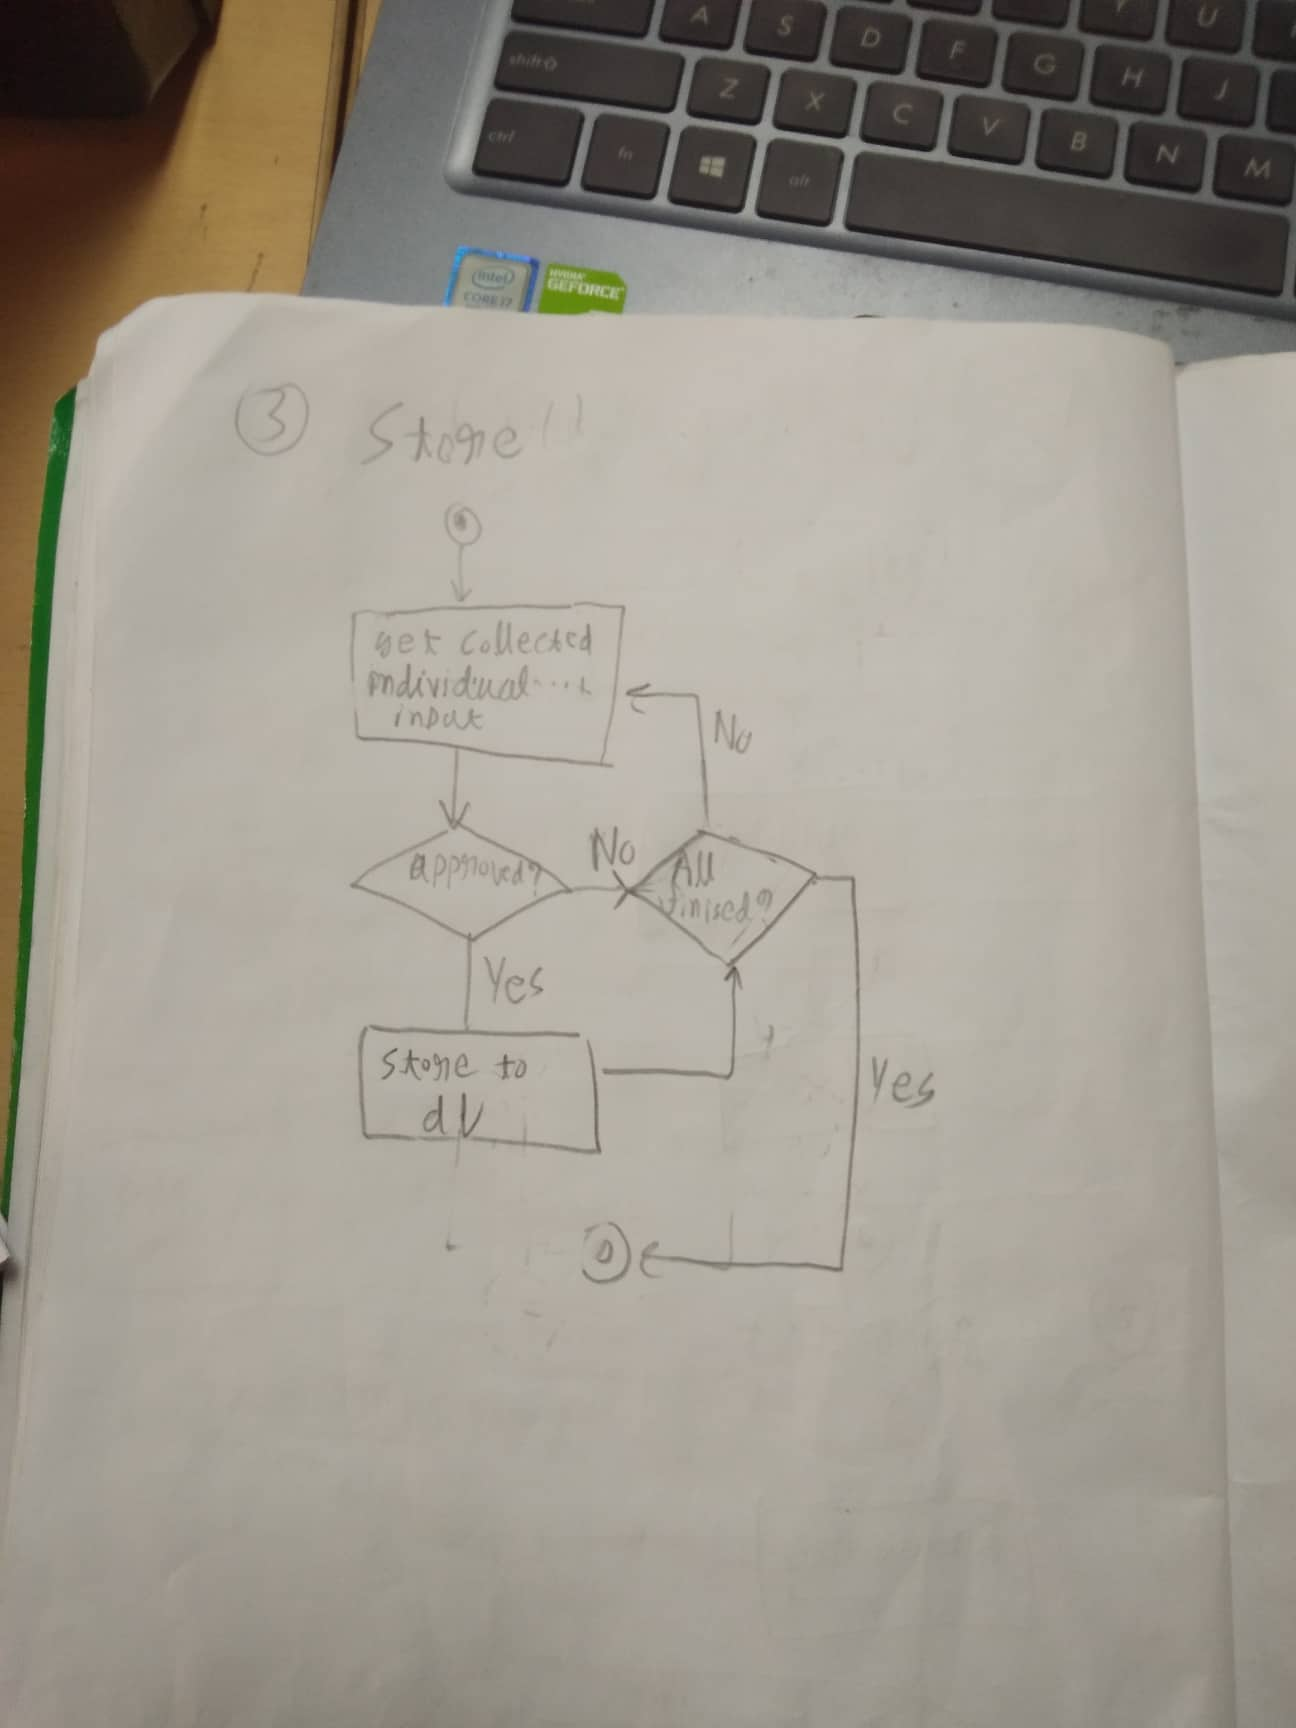 A S D F G H J
U
shift
Z X C V B N M
ctrl fn alt
intel
CORE i7
NVIDIA
GEFORCE
3 Store()
get collected
individual ....
input
No
approved?
No
All
finised?
Yes
Store to
db
Yes